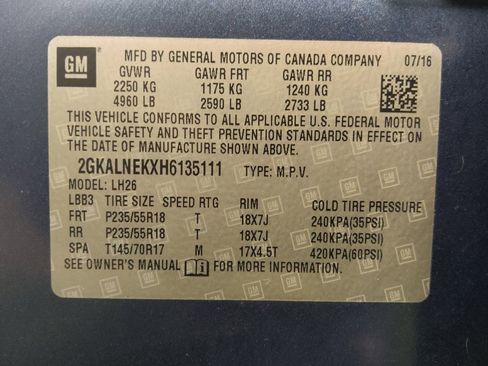 GM
MFD BY GENERAL MOTORS OF CANADA COMPANY 07/16
GVWR GAWR FRT GAWR RR
2250 KG 1175 KG 1240 KG
4960 LB 2590 LB 2733 LB
THIS VEHICLE CONFORMS TO ALL APPLICABLE U.S. FEDERAL MOTOR
VEHICLE SAFETY AND THEFT PREVENTION STANDARDS IN EFFECT ON
THE DATE OF MANUFACTURE SHOWN ABOVE.
2GKALNEKXH6135111 TYPE: M.P.V.
MODEL: LH26
LBB3 TIRE SIZE SPEED RTG RIM COLD TIRE PRESSURE
FRT P235/55R18 T 18X7J 240KPA(35PSI)
RR P235/55R18 T 18X7J 240KPA(35PSI)
SPA T145/70R17 M 17X4.5T 420KPA(60PSI)
SEE OWNER'S MANUAL FOR MORE INFORMATION.